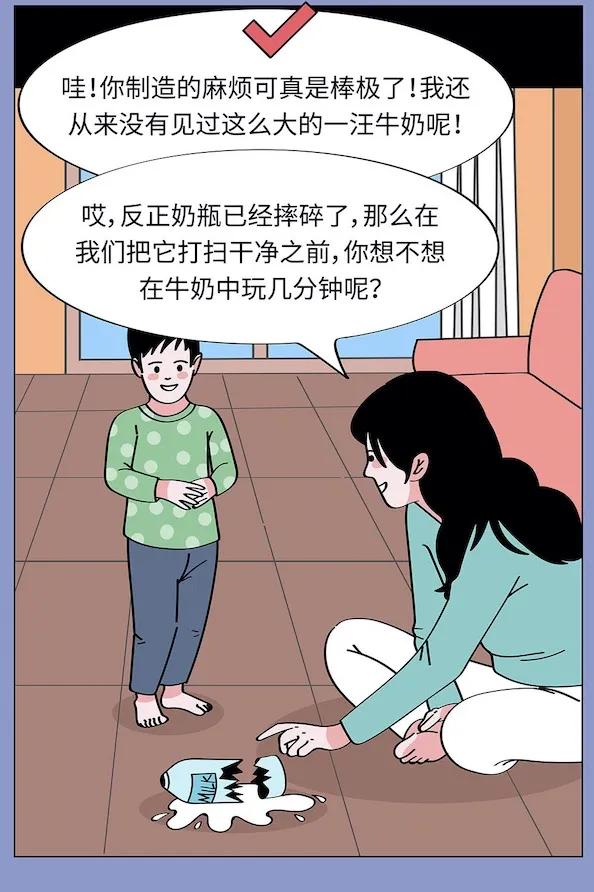 哇！你制造的麻烦可真是棒极了！我还
从来没有见过这么大的一汪牛奶呢！
哎，反正奶瓶已经摔碎了，那么在
我们把它打扫干净之前，你想不想
在牛奶中玩几分钟呢？
MILK